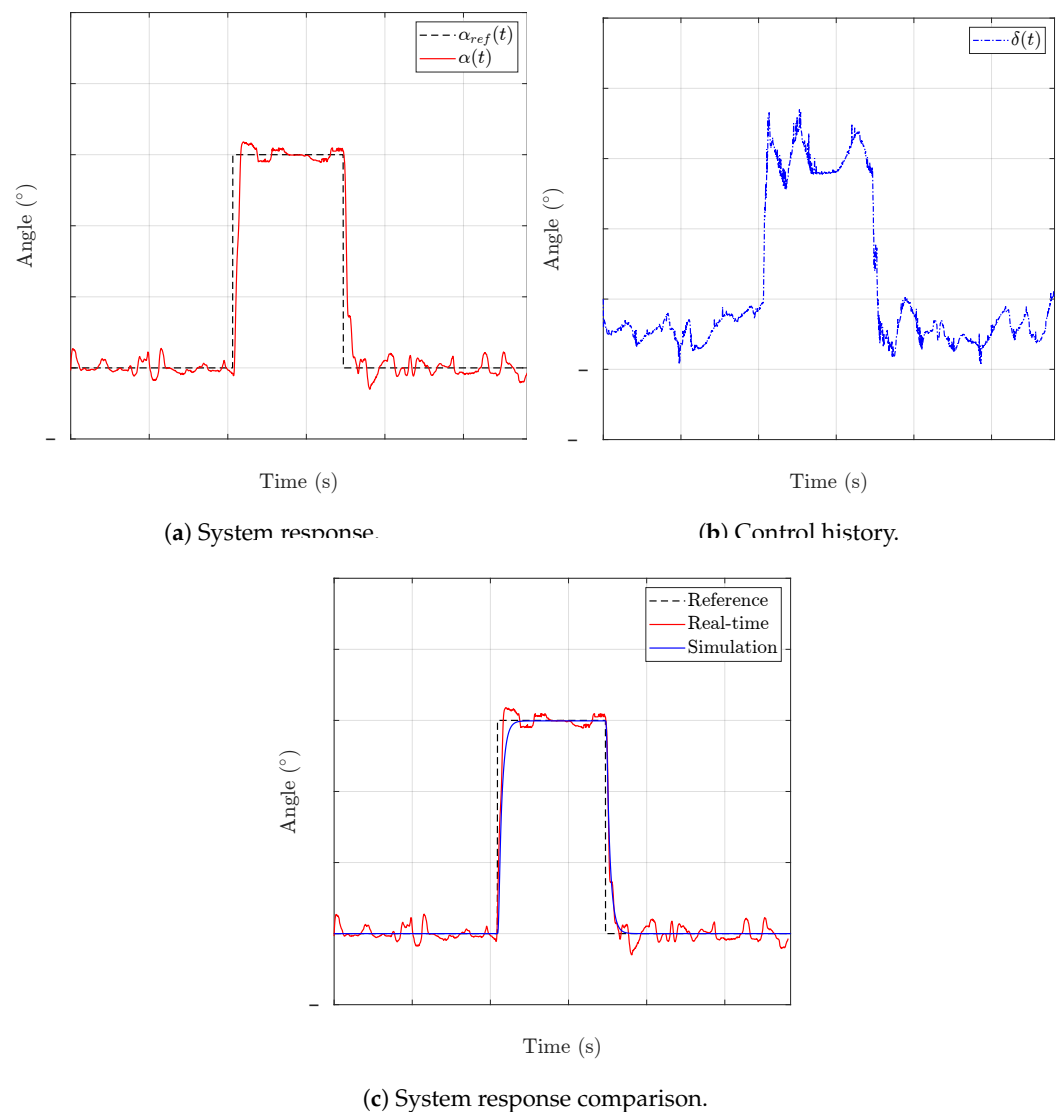 α_ref(t)
α(t)
Angle (°)
–
Time (s)
(a) System response.
δ(t)
Angle (°)
–
Time (s)
(b) Control history.
Reference
Real-time
Simulation
Angle (°)
–
Time (s)
(c) System response comparison.